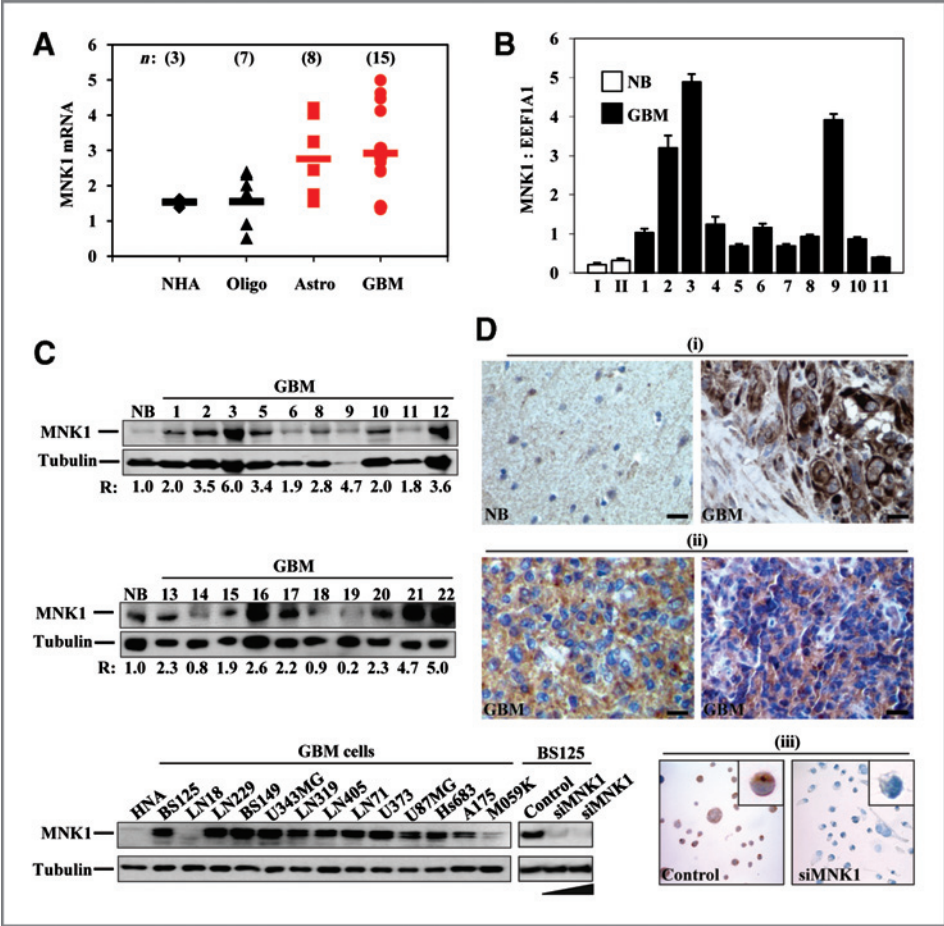 A
n: (3) (7) (8) (15)
6
5
4
3
2
1
0
MNK1 mRNA
NHA Oligo Astro GBM
B
6
5
4
3
2
1
0
MNK1 : EEF1A1
NB
GBM
I II 1 2 3 4 5 6 7 8 9 10 11
C
GBM
NB 1 2 3 5 6 8 9 10 11 12
MNK1
Tubulin
R: 1.0 2.0 3.5 6.0 3.4 1.9 2.8 4.7 2.0 1.8 3.6
GBM
NB 13 14 15 16 17 18 19 20 21 22
MNK1
Tubulin
R: 1.0 2.3 0.8 1.9 2.6 2.2 0.9 0.2 2.3 4.7 5.0
GBM cells
HNA BS125 LN18 LN229 BS149 U343MG LN319 LN405 LN71 U373 U87MG Hs683 A175 M059K
BS125
Control siMNK1 siMNK1
MNK1
Tubulin
D
(i)
NB
GBM
(ii)
GBM
GBM
(iii)
Control
siMNK1